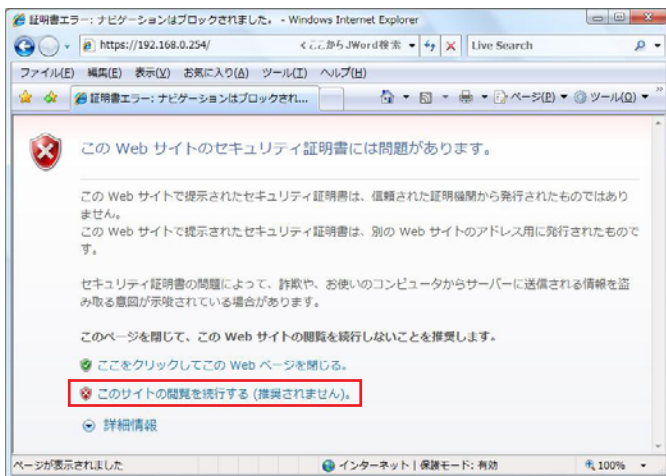 証明書エラー: ナビゲーションはブロックされました。 - Windows Internet Explorer
https://192.168.0.254/ <ここからJWord検索 Live Search
ファイル(F) 編集(E) 表示(V) お気に入り(A) ツール(T) ヘルプ(H)
証明書エラー: ナビゲーションはブロックされ... ページ(P) ツール(O) »
この Web サイトのセキュリティ証明書には問題があります。
この Web サイトで提示されたセキュリティ証明書は、信頼された証明機関から発行されたものではあり
ません。
この Web サイトで提示されたセキュリティ証明書は、別の Web サイトのアドレス用に発行されたもので
す。
セキュリティ証明書の問題によって、詐欺や、お使いのコンピュータからサーバーに送信される情報を盗
み取る意図が示唆されている場合があります。
このページを閉じて、この Web サイトの閲覧を続行しないことを推奨します。
ここをクリックしてこの Web ページを閉じる。
このサイトの閲覧を続行する (推奨されません)。
詳細情報
ページが表示されました インターネット | 保護モード: 有効 100%